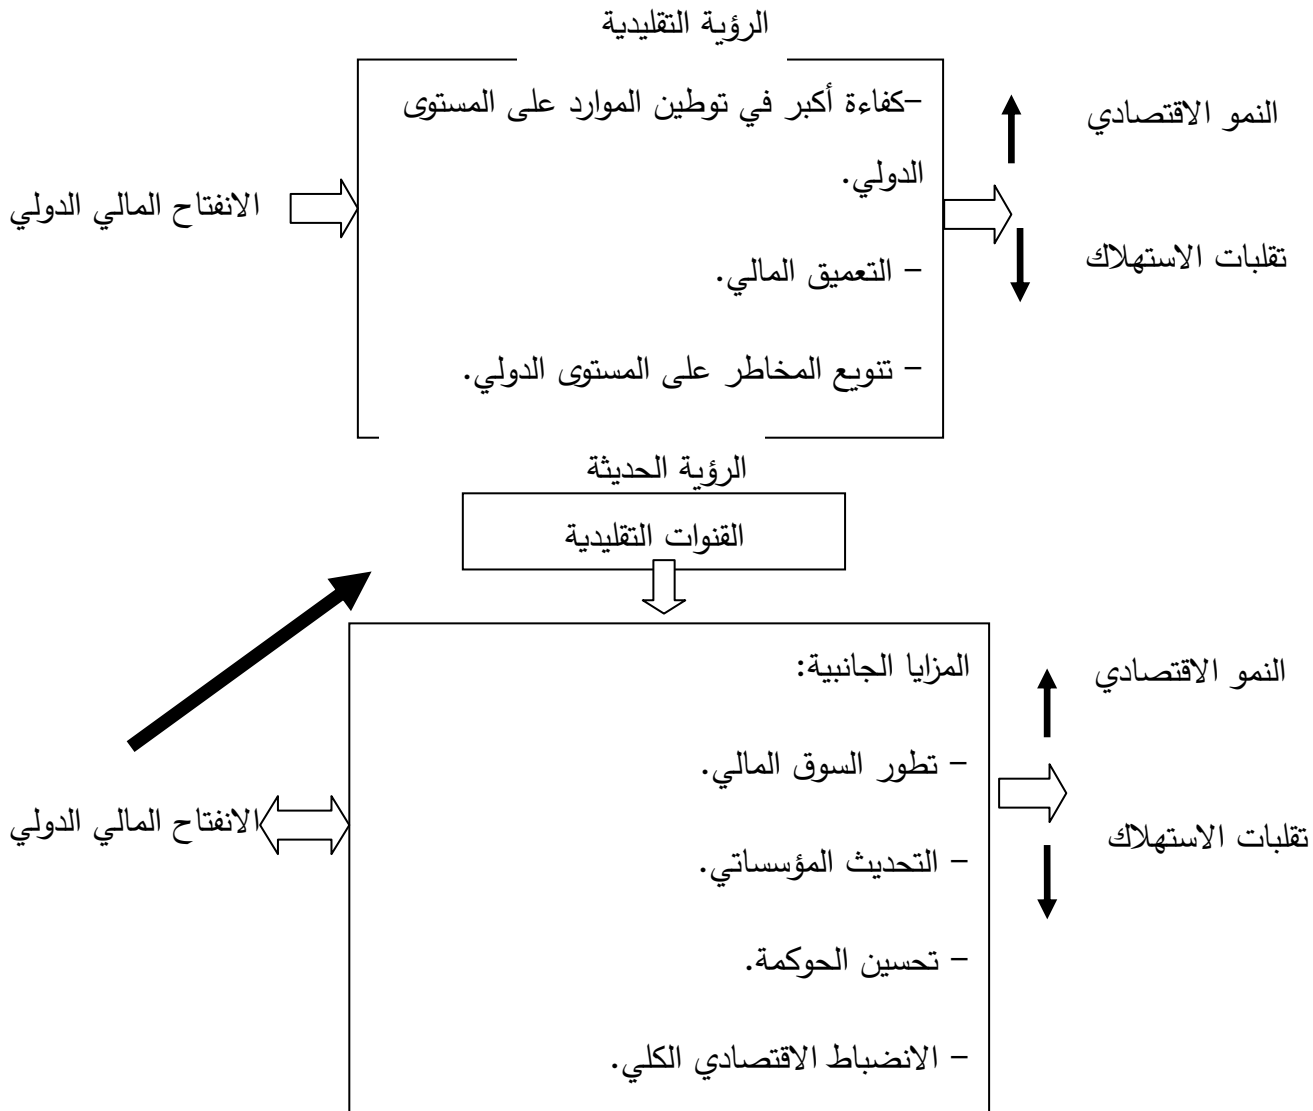 الرؤية التقليدية
-كفاءة أكبر في توطين الموارد على المستوى
الدولي.
- التعميق المالي.
- تنويع المخاطر على المستوى الدولي.
الانفتاح المالي الدولي
النمو الاقتصادي
تقلبات الاستهلاك
الرؤية الحديثة
القنوات التقليدية
المزايا الجانبية:
- تطور السوق المالي.
- التحديث المؤسساتي.
- تحسين الحوكمة.
- الانضباط الاقتصادي الكلي.
الانفتاح المالي الدولي
النمو الاقتصادي
تقلبات الاستهلاك